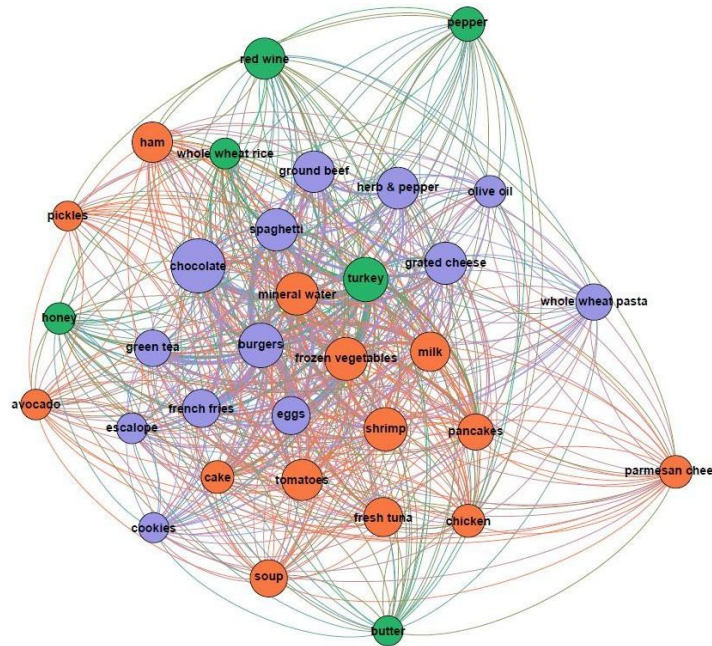 pepper
red wine
ham
whole wheat rice
ground beef
herb & pepper
olive oil
pickles
spaghetti
chocolate
grated cheese
turkey
mineral water
whole wheat pasta
honey
green tea
burgers
frozen vegetables
milk
avocado
french fries
eggs
escalope
shrimp
pancakes
parmesan chee
cake
tomatoes
cookies
fresh tuna
chicken
soup
butter